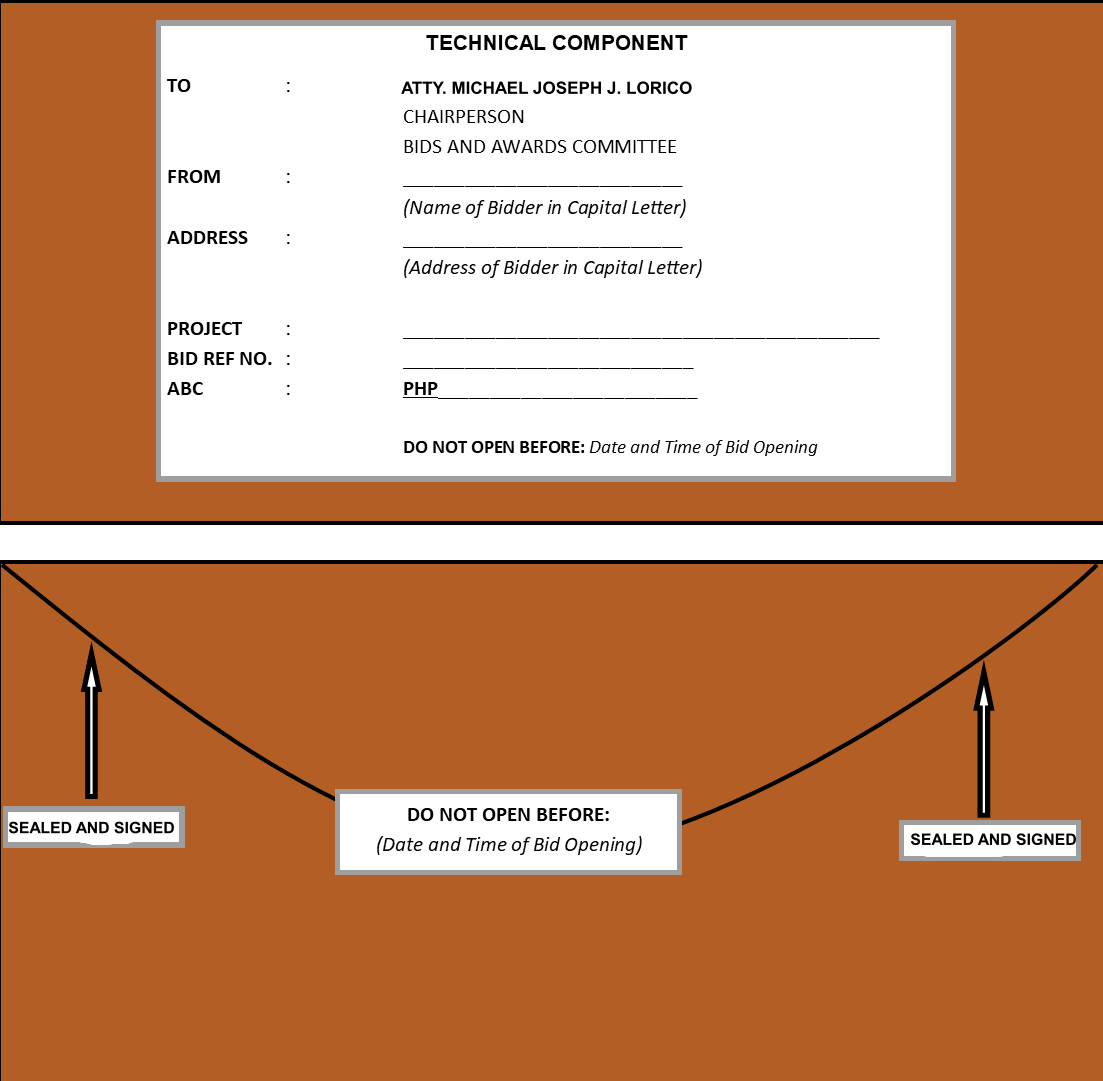 TECHNICAL COMPONENT
TO : ATTY. MICHAEL JOSEPH J. LORICO
CHAIRPERSON
BIDS AND AWARDS COMMITTEE
FROM : ___________________________
(Name of Bidder in Capital Letter)
ADDRESS : ___________________________
(Address of Bidder in Capital Letter)
PROJECT : ______________________________________________
BID REF NO. : ____________________________
ABC : PHP_________________________
DO NOT OPEN BEFORE: Date and Time of Bid Opening
DO NOT OPEN BEFORE:
(Date and Time of Bid Opening)
SEALED AND SIGNED
SEALED AND SIGNED